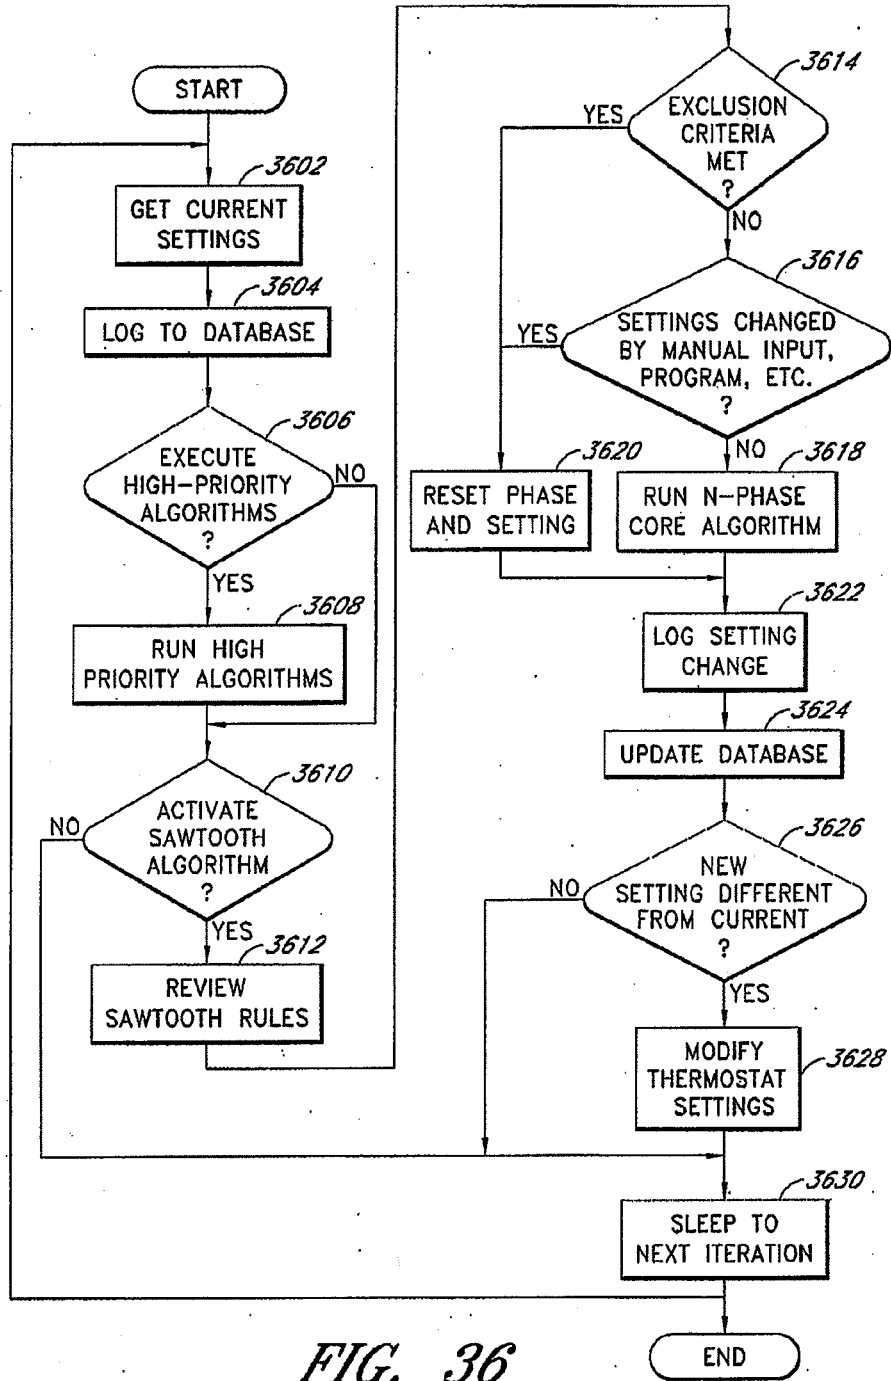 START
3602
GET CURRENT
SETTINGS
3604
LOG TO DATABASE
3606
EXECUTE
HIGH-PRIORITY
ALGORITHMS
?
NO
YES
3608
RUN HIGH
PRIORITY ALGORITHMS
3610
ACTIVATE
SAWTOOTH
ALGORITHM
?
NO
YES
3612
REVIEW
SAWTOOTH RULES
3614
EXCLUSION
CRITERIA
MET
?
YES
NO
3616
SETTINGS CHANGED
BY MANUAL INPUT,
PROGRAM, ETC.
?
YES
NO
3620
RESET PHASE
AND SETTING
3618
RUN N-PHASE
CORE ALGORITHM
3622
LOG SETTING
CHANGE
3624
UPDATE DATABASE
3626
NEW
SETTING DIFFERENT
FROM CURRENT
?
NO
YES
3628
MODIFY
THERMOSTAT
SETTINGS
3630
SLEEP TO
NEXT ITERATION
END
FIG. 36